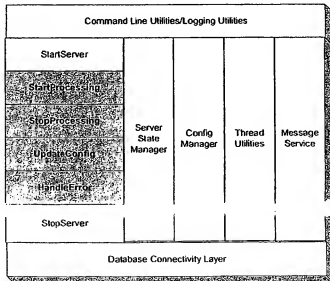 Command Line Utilities/Logging Utilities
StartServer
StartProcessing
StopProcessing
UpdateConfig
HandleError
StopServer
Server
State
Manager
Config
Manager
Thread
Utilities
Message
Service
Database Connectivity Layer